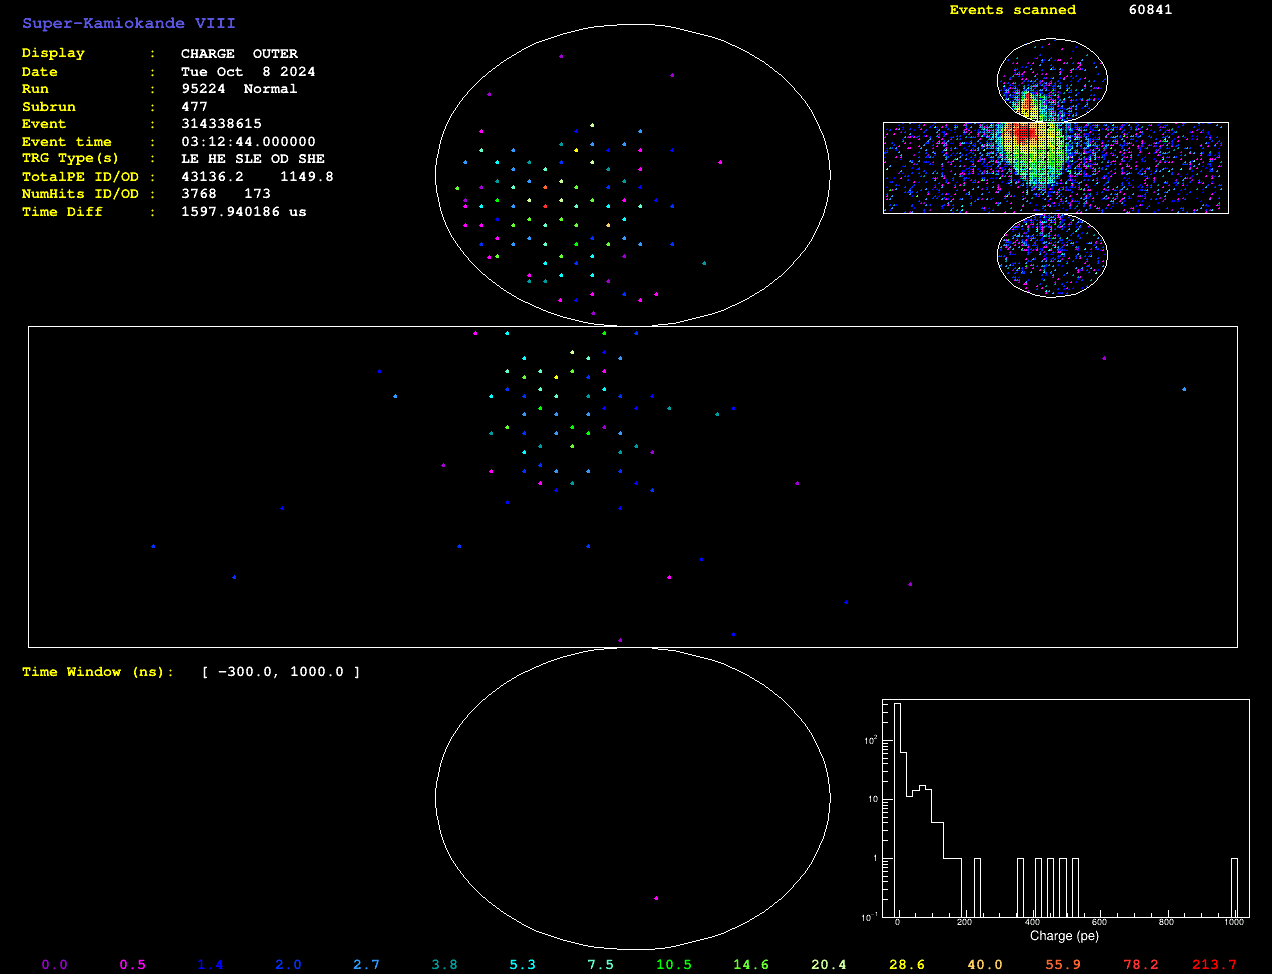 Super-Kamiokande VIII
Events scanned 60841
Display : CHARGE OUTER
Date : Tue Oct 8 2024
Run : 95224 Normal
Subrun : 477
Event : 314338615
Event time : 03:12:44.000000
TRG Type(s) : LE HE SLE OD SHE
TotalPE ID/OD : 43136.2 1149.8
NumHits ID/OD : 3768 173
Time Diff : 1597.940186 us
Time Window (ns): [ -300.0, 1000.0 ]
10²
10
1
10⁻¹
0 200 400 600 800 1000
Charge (pe)
0.0 0.5 1.4 2.0 2.7 3.8 5.3 7.5 10.5 14.6 20.4 28.6 40.0 55.9 78.2 213.7